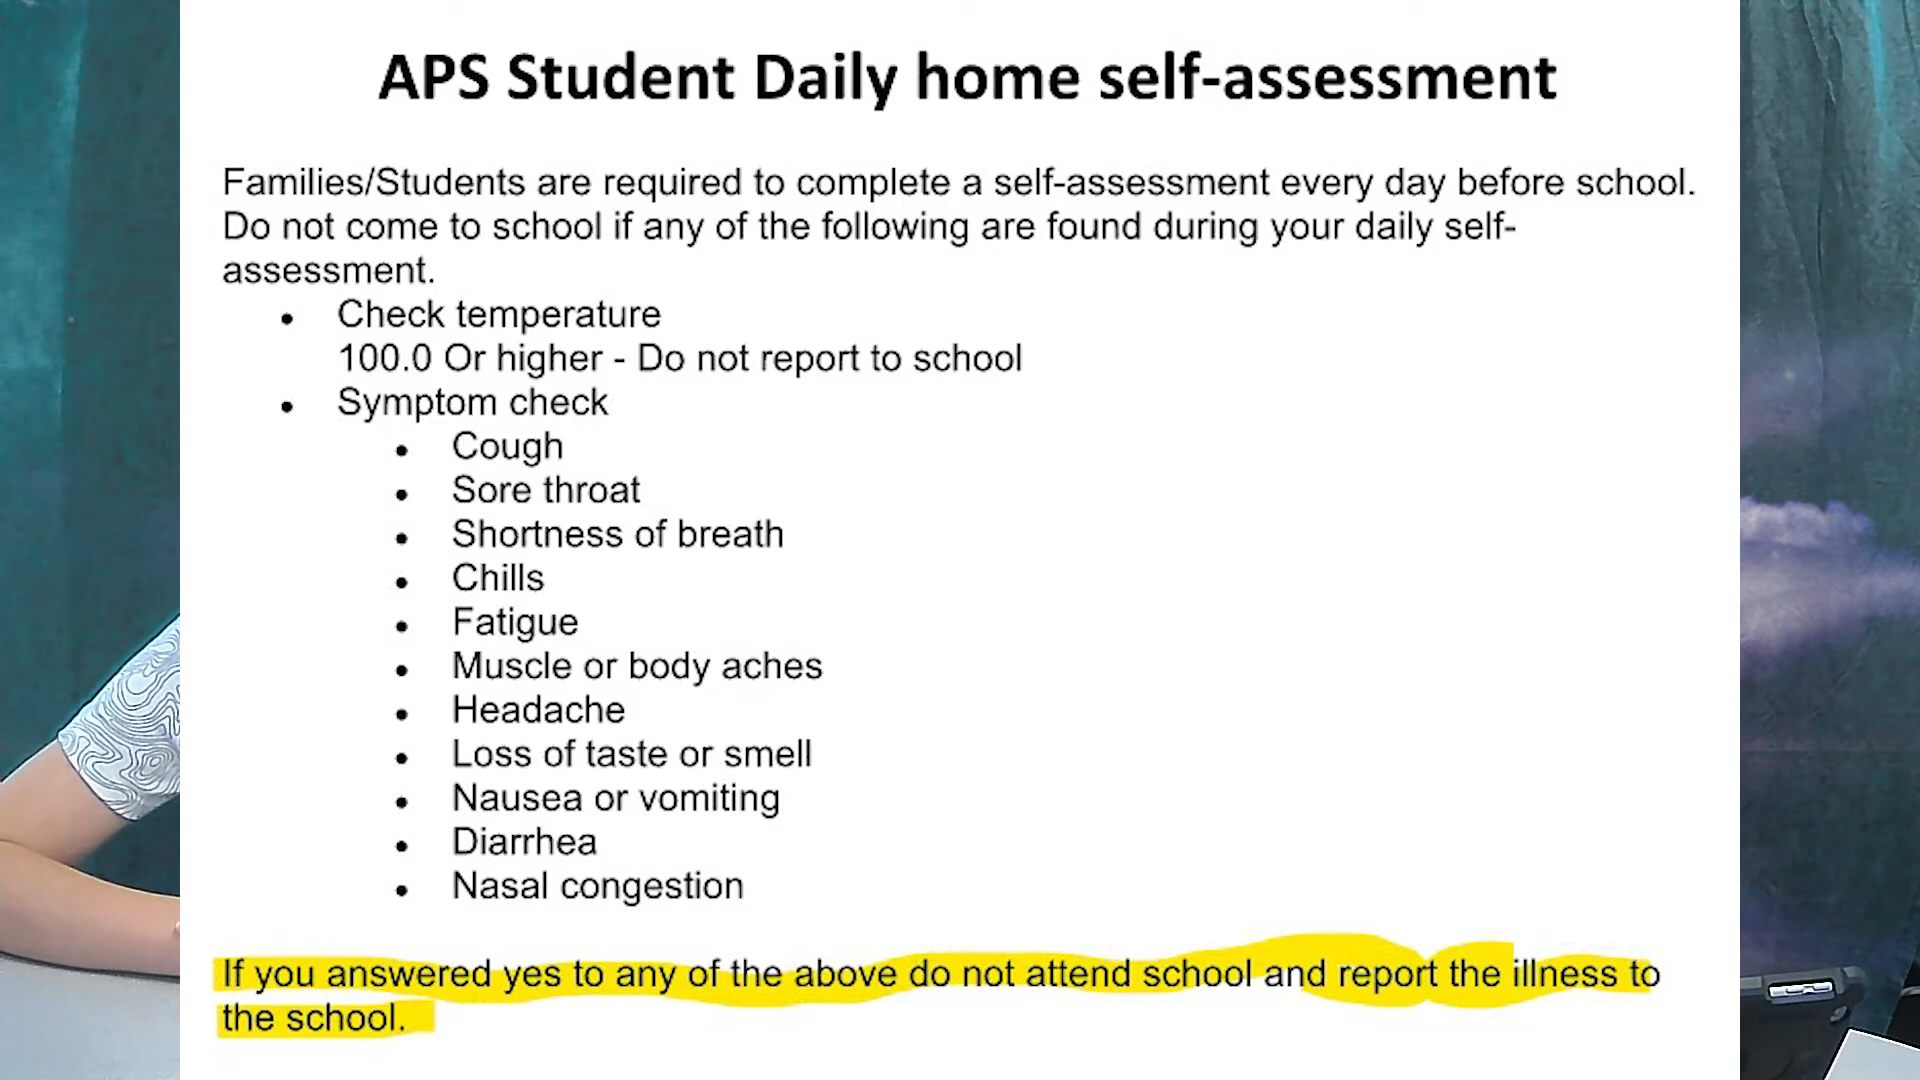 APS Student Daily home self-assessment
Families/Students are required to complete a self-assessment every day before school.
Do not come to school if any of the following are found during your daily self-
assessment.
• Check temperature
100.0 Or higher - Do not report to school
• Symptom check
• Cough
• Sore throat
• Shortness of breath
• Chills
• Fatigue
• Muscle or body aches
• Headache
• Loss of taste or smell
• Nausea or vomiting
• Diarrhea
• Nasal congestion
If you answered yes to any of the above do not attend school and report the illness to
the school.